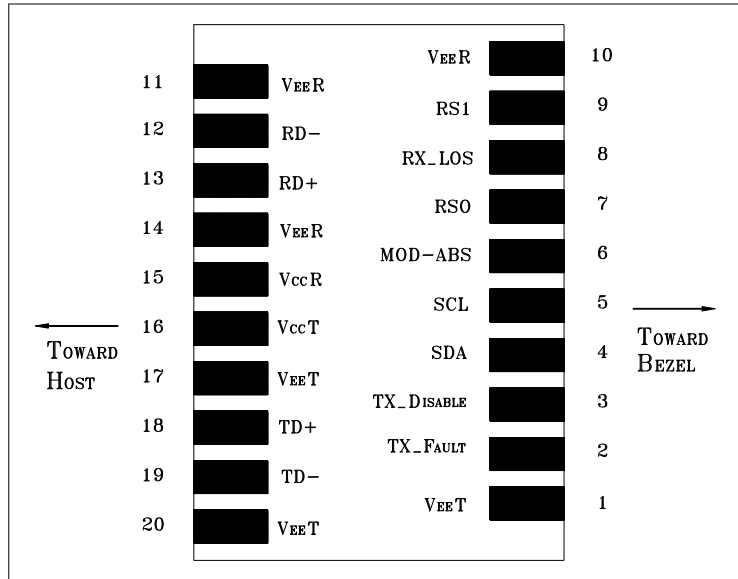 11 VEER
12 RD-
13 RD+
14 VEER
15 VCCR
16 VCCT
17 VEET
18 TD+
19 TD-
20 VEET
TOWARD
HOST
VEER 10
RS1 9
RX_LOS 8
RS0 7
MOD-ABS 6
SCL 5
SDA 4
TX_DISABLE 3
TX_FAULT 2
VEET 1
TOWARD
BEZEL